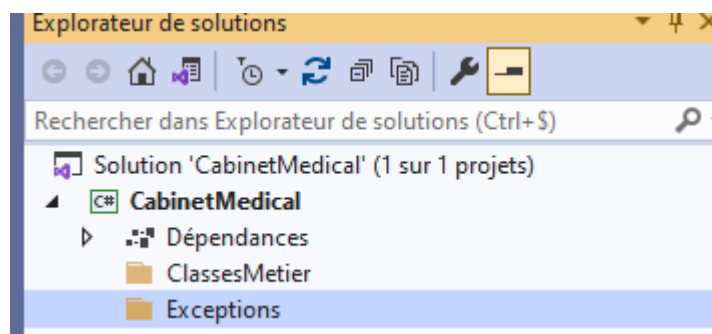 Explorateur de solutions
Rechercher dans Explorateur de solutions (Ctrl+$)
Solution 'CabinetMedical' (1 sur 1 projets)
C# CabinetMedical
Dépendances
ClassesMetier
Exceptions